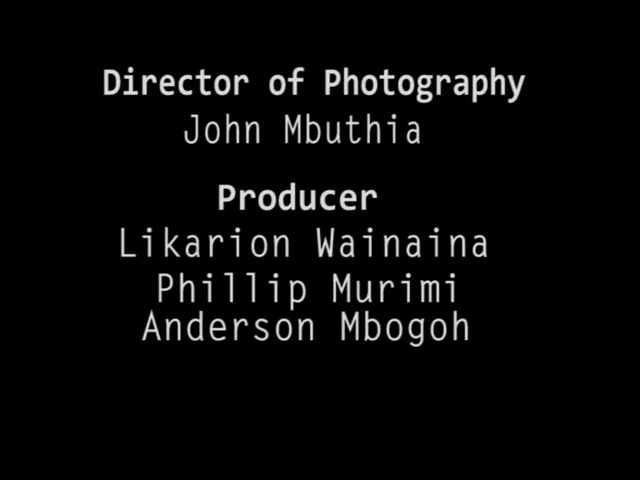 Director of Photography
John Mbuthia
Producer
Likarion Wainaina
Phillip Murimi
Anderson Mbogoh